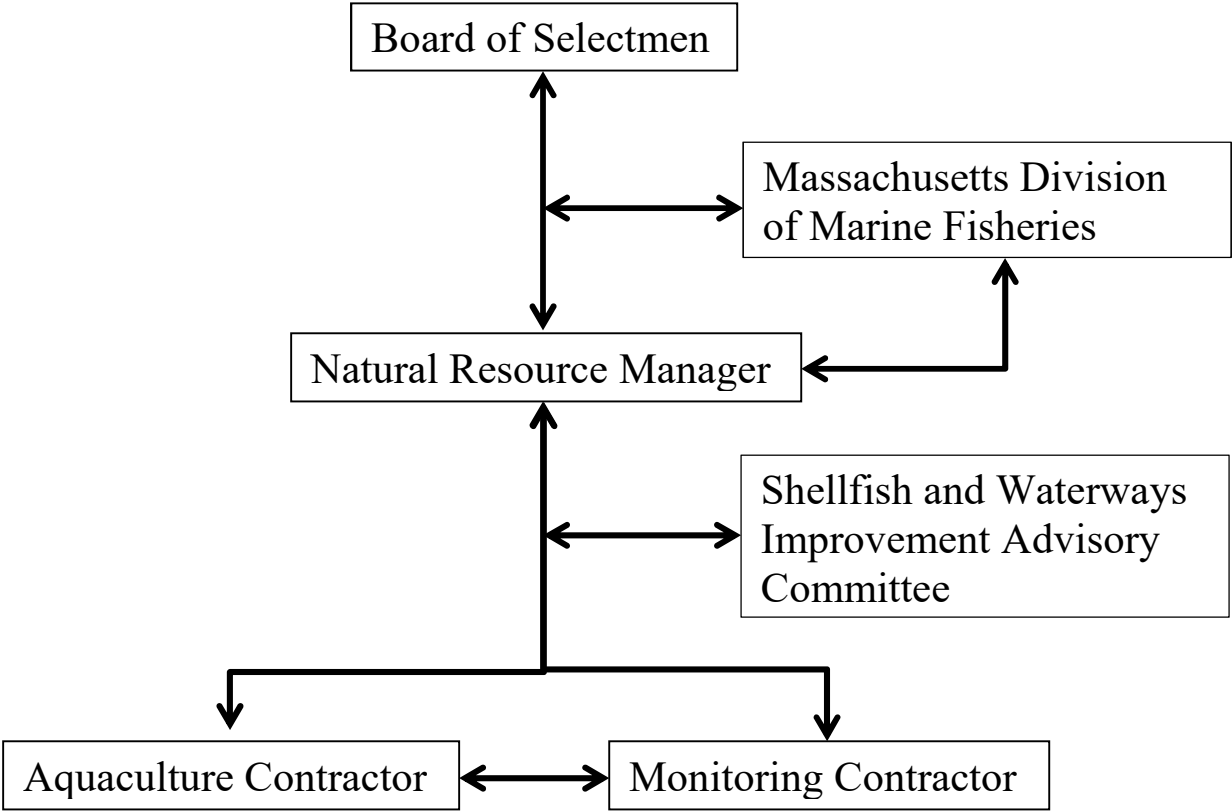 Board of Selectmen
Massachusetts Division
of Marine Fisheries
Natural Resource Manager
Shellfish and Waterways
Improvement Advisory
Committee
Aquaculture Contractor
Monitoring Contractor